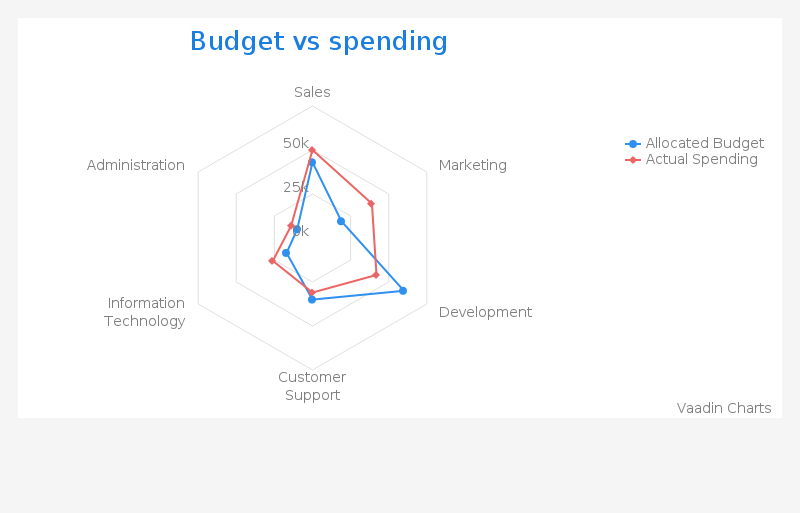 Budget vs spending
Sales
50k
Allocated Budget
Actual Spending
Administration
Marketing
25k
0k
Information
Technology
Development
Customer
Support
Vaadin Charts